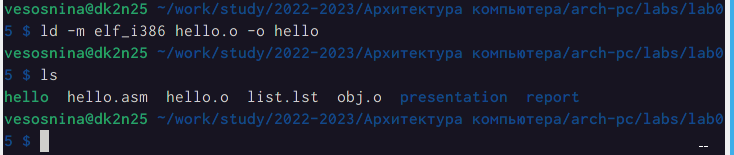 vesosnina@dk2n25 ~/work/study/2022-2023/Архитектура компьютера/arch-pc/labs/lab0
5 $ ld -m elf_i386 hello.o -o hello
vesosnina@dk2n25 ~/work/study/2022-2023/Архитектура компьютера/arch-pc/labs/lab0
5 $ ls
hello  hello.asm  hello.o  list.lst  obj.o  presentation  report
vesosnina@dk2n25 ~/work/study/2022-2023/Архитектура компьютера/arch-pc/labs/lab0
5 $